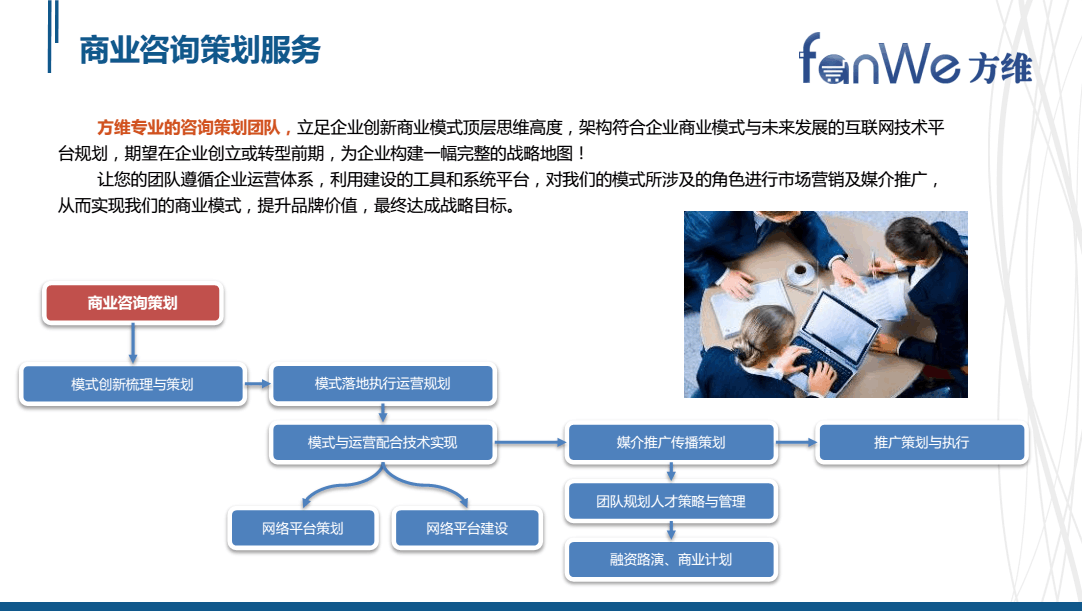 商业咨询策划服务
fanWe 方维
方维专业的咨询策划团队，立足企业创新商业模式顶层思维高度，架构符合企业商业模式与未来发展的互联网技术平
台规划，期望在企业创立或转型前期，为企业构建一幅完整的战略地图！
让您的团队遵循企业运营体系，利用建设的工具和系统平台，对我们的模式所涉及的角色进行市场营销及媒介推广，
从而实现我们的商业模式，提升品牌价值，最终达成战略目标。
商业咨询策划
模式创新梳理与策划
模式落地执行运营规划
模式与运营配合技术实现
媒介推广传播策划
推广策划与执行
团队规划人才策略与管理
网络平台策划
网络平台建设
融资路演、商业计划